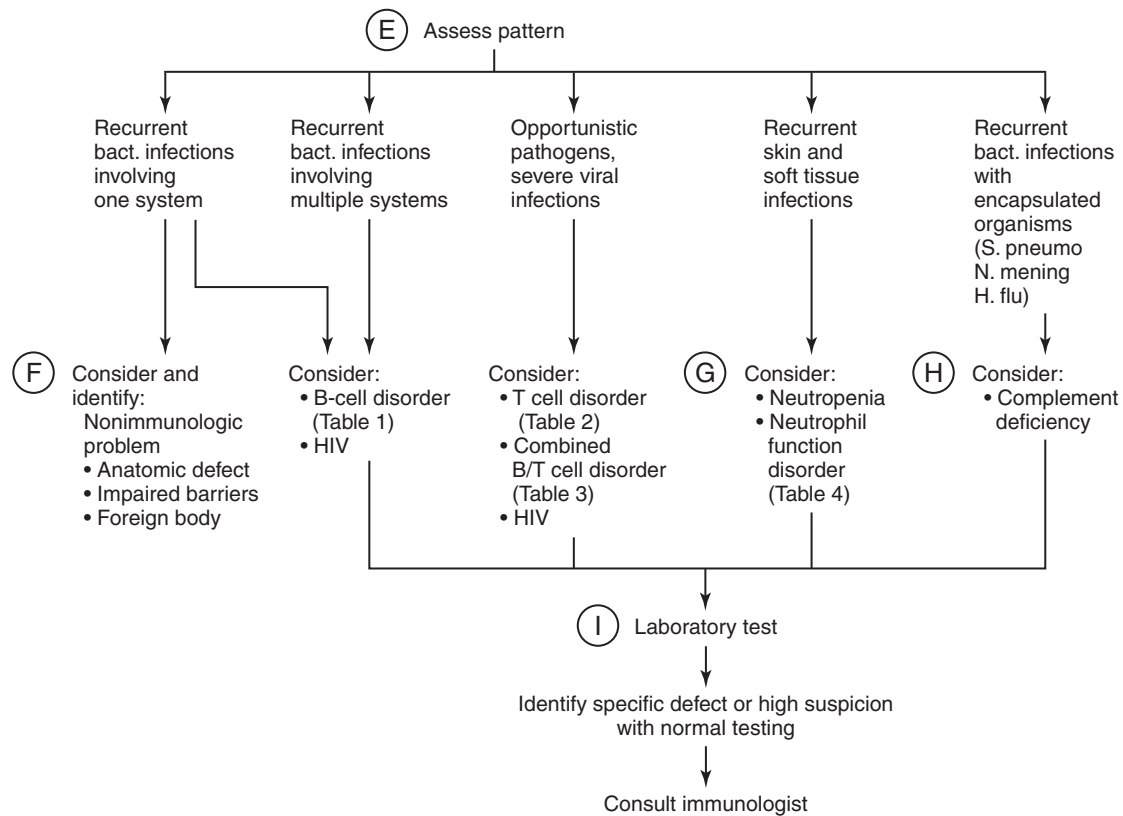 E Assess pattern
Recurrent
bact. infections
involving
one system
Recurrent
bact. infections
involving
multiple systems
Opportunistic
pathogens,
severe viral
infections
Recurrent
skin and
soft tissue
infections
Recurrent
bact. infections
with
encapsulated
organisms
(S. pneumo
N. mening
H. flu)
F Consider and
identify:
Nonimmunologic
problem
• Anatomic defect
• Impaired barriers
• Foreign body
Consider:
• B-cell disorder
(Table 1)
• HIV
Consider:
• T cell disorder
(Table 2)
• Combined
B/T cell disorder
(Table 3)
• HIV
G Consider:
• Neutropenia
• Neutrophil
function
disorder
(Table 4)
H Consider:
• Complement
deficiency
I Laboratory test
Identify specific defect or high suspicion
with normal testing
Consult immunologist